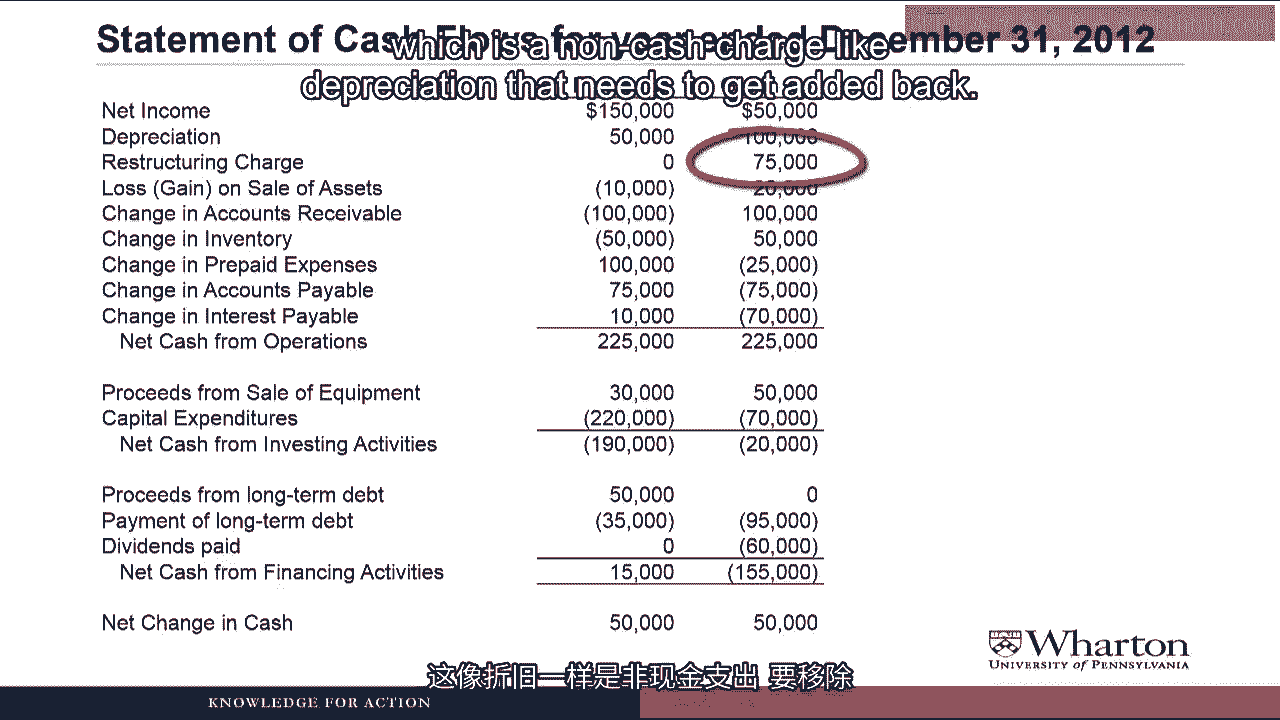 Statement of Cash Flows for year ended December 31, 2012
which is a non-cash charge like
depreciation that needs to get added back.
Net Income $150,000 $50,000
Depreciation 50,000 100,000
Restructuring Charge 0 75,000
Loss (Gain) on Sale of Assets (10,000) 20,000
Change in Accounts Receivable (100,000) 100,000
Change in Inventory (50,000) 50,000
Change in Prepaid Expenses 100,000 (25,000)
Change in Accounts Payable 75,000 (75,000)
Change in Interest Payable 10,000 (70,000)
Net Cash from Operations 225,000 225,000
Proceeds from Sale of Equipment 30,000 50,000
Capital Expenditures (220,000) (70,000)
Net Cash from Investing Activities (190,000) (20,000)
Proceeds from long-term debt 50,000 0
Payment of long-term debt (35,000) (95,000)
Dividends paid 0 (60,000)
Net Cash from Financing Activities 15,000 (155,000)
Net Change in Cash 50,000 50,000
Wharton
University of Pennsylvania
这像折旧一样是非现金支出 要移除
KNOWLEDGE FOR ACTION